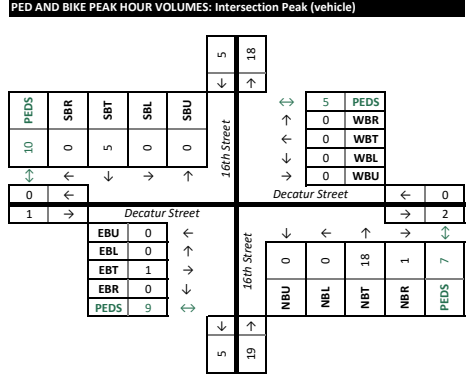 PED AND BIKE PEAK HOUR VOLUMES: Intersection Peak (vehicle)
5 18
↓ ↑
PEDS SBR SBT SBL SBU
10 0 5 0 0
↕ ← ↓ → ↑
16th Street
↔ 5 PEDS
↑ 0 WBR
← 0 WBT
↓ 0 WBL
→ 0 WBU
0 ←
Decatur Street
← 0
1 →
Decatur Street
→ 2
EBU 0 ←
EBL 0 ↑
EBT 1 →
EBR 0 ↓
PEDS 9 ↔
16th Street
↓ ← ↑ → ↕
0 0 18 1 7
NBU NBL NBT NBR PEDS
↓ ↑
5 19